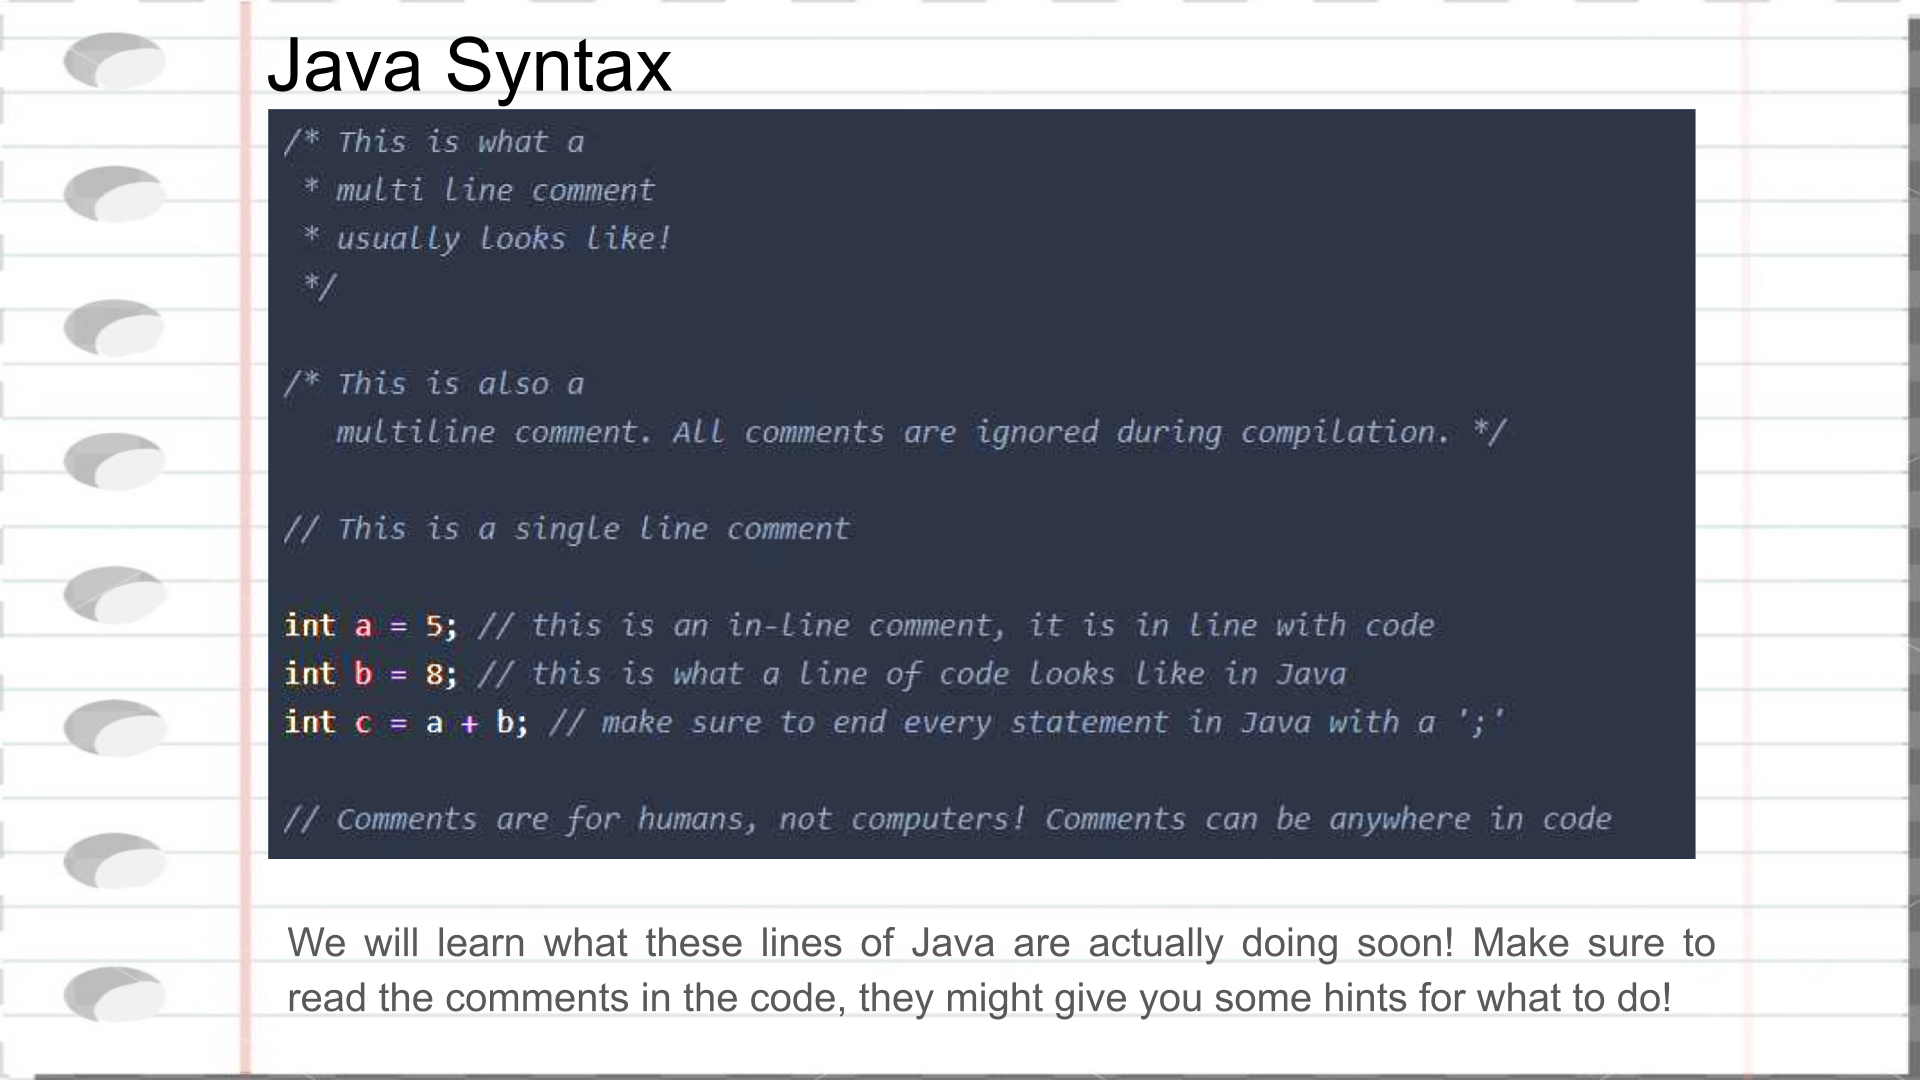 Java Syntax
/* This is what a
 * multi line comment
 * usually looks like!
 */
/* This is also a
   multiline comment. All comments are ignored during compilation. */
// This is a single line comment
int a = 5; // this is an in-line comment, it is in line with code
int b = 8; // this is what a line of code looks like in Java
int c = a + b; // make sure to end every statement in Java with a ';'
// Comments are for humans, not computers! Comments can be anywhere in code
We will learn what these lines of Java are actually doing soon! Make sure to
read the comments in the code, they might give you some hints for what to do!